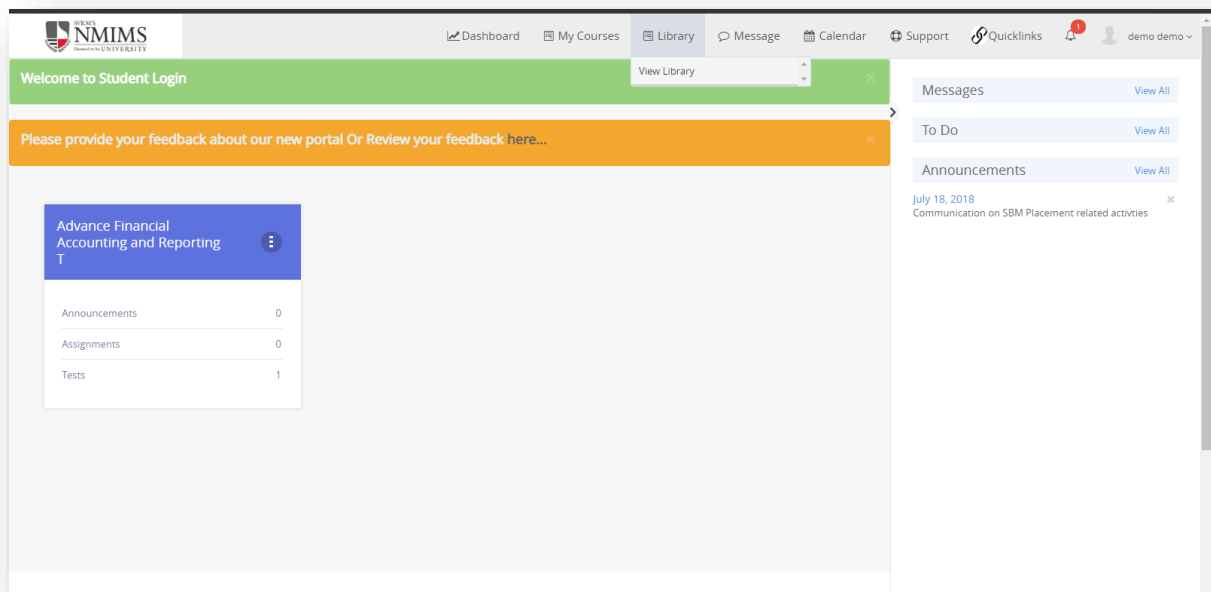 SVKM'S
NMIMS
Deemed to be UNIVERSITY
Dashboard My Courses Library Message Calendar Support Quicklinks 1 demo demo
View Library
Welcome to Student Login
Please provide your feedback about our new portal Or Review your feedback here...
Advance Financial
Accounting and Reporting
T
Announcements 0
Assignments 0
Tests 1
Messages View All
To Do View All
Announcements View All
July 18, 2018
Communication on SBM Placement related activties